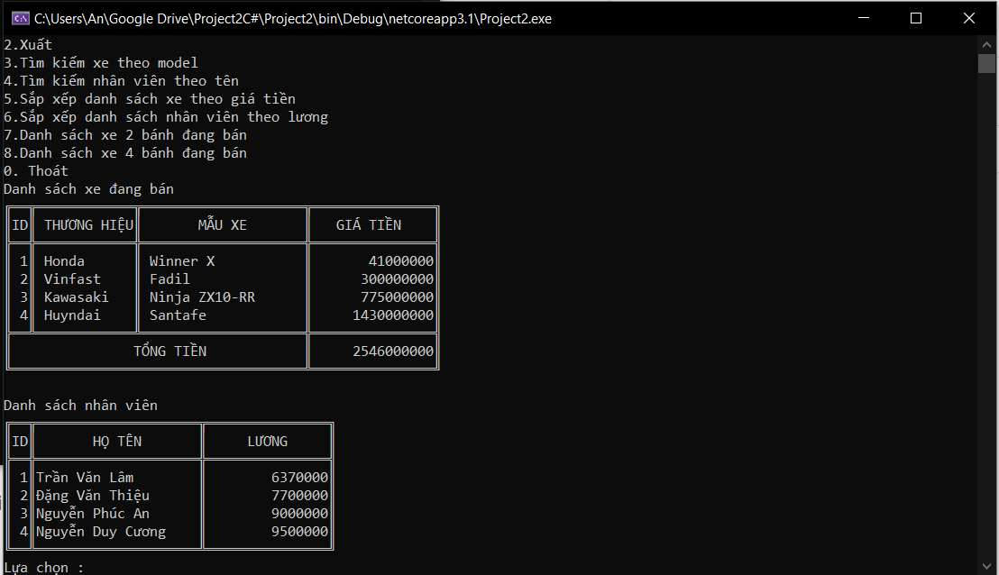 C:\Users\An\Google Drive\Project2C#\Project2\bin\Debug\netcoreapp3.1\Project2.exe
2.Xuất
3.Tìm kiếm xe theo model
4.Tìm kiếm nhân viên theo tên
5.Sắp xếp danh sách xe theo giá tiền
6.Sắp xếp danh sách nhân viên theo lương
7.Danh sách xe 2 bánh đang bán
8.Danh sách xe 4 bánh đang bán
0. Thoát
Danh sách xe đang bán
ID THƯƠNG HIỆU MẪU XE GIÁ TIỀN
1 Honda Winner X 41000000
2 Vinfast Fadil 300000000
3 Kawasaki Ninja ZX10-RR 775000000
4 Huyndai Santafe 1430000000
TỔNG TIỀN 2546000000
Danh sách nhân viên
ID HỌ TÊN LƯƠNG
1 Trần Văn Lâm 6370000
2 Đặng Văn Thiệu 7700000
3 Nguyễn Phúc An 9000000
4 Nguyễn Duy Cương 9500000
Lựa chọn :